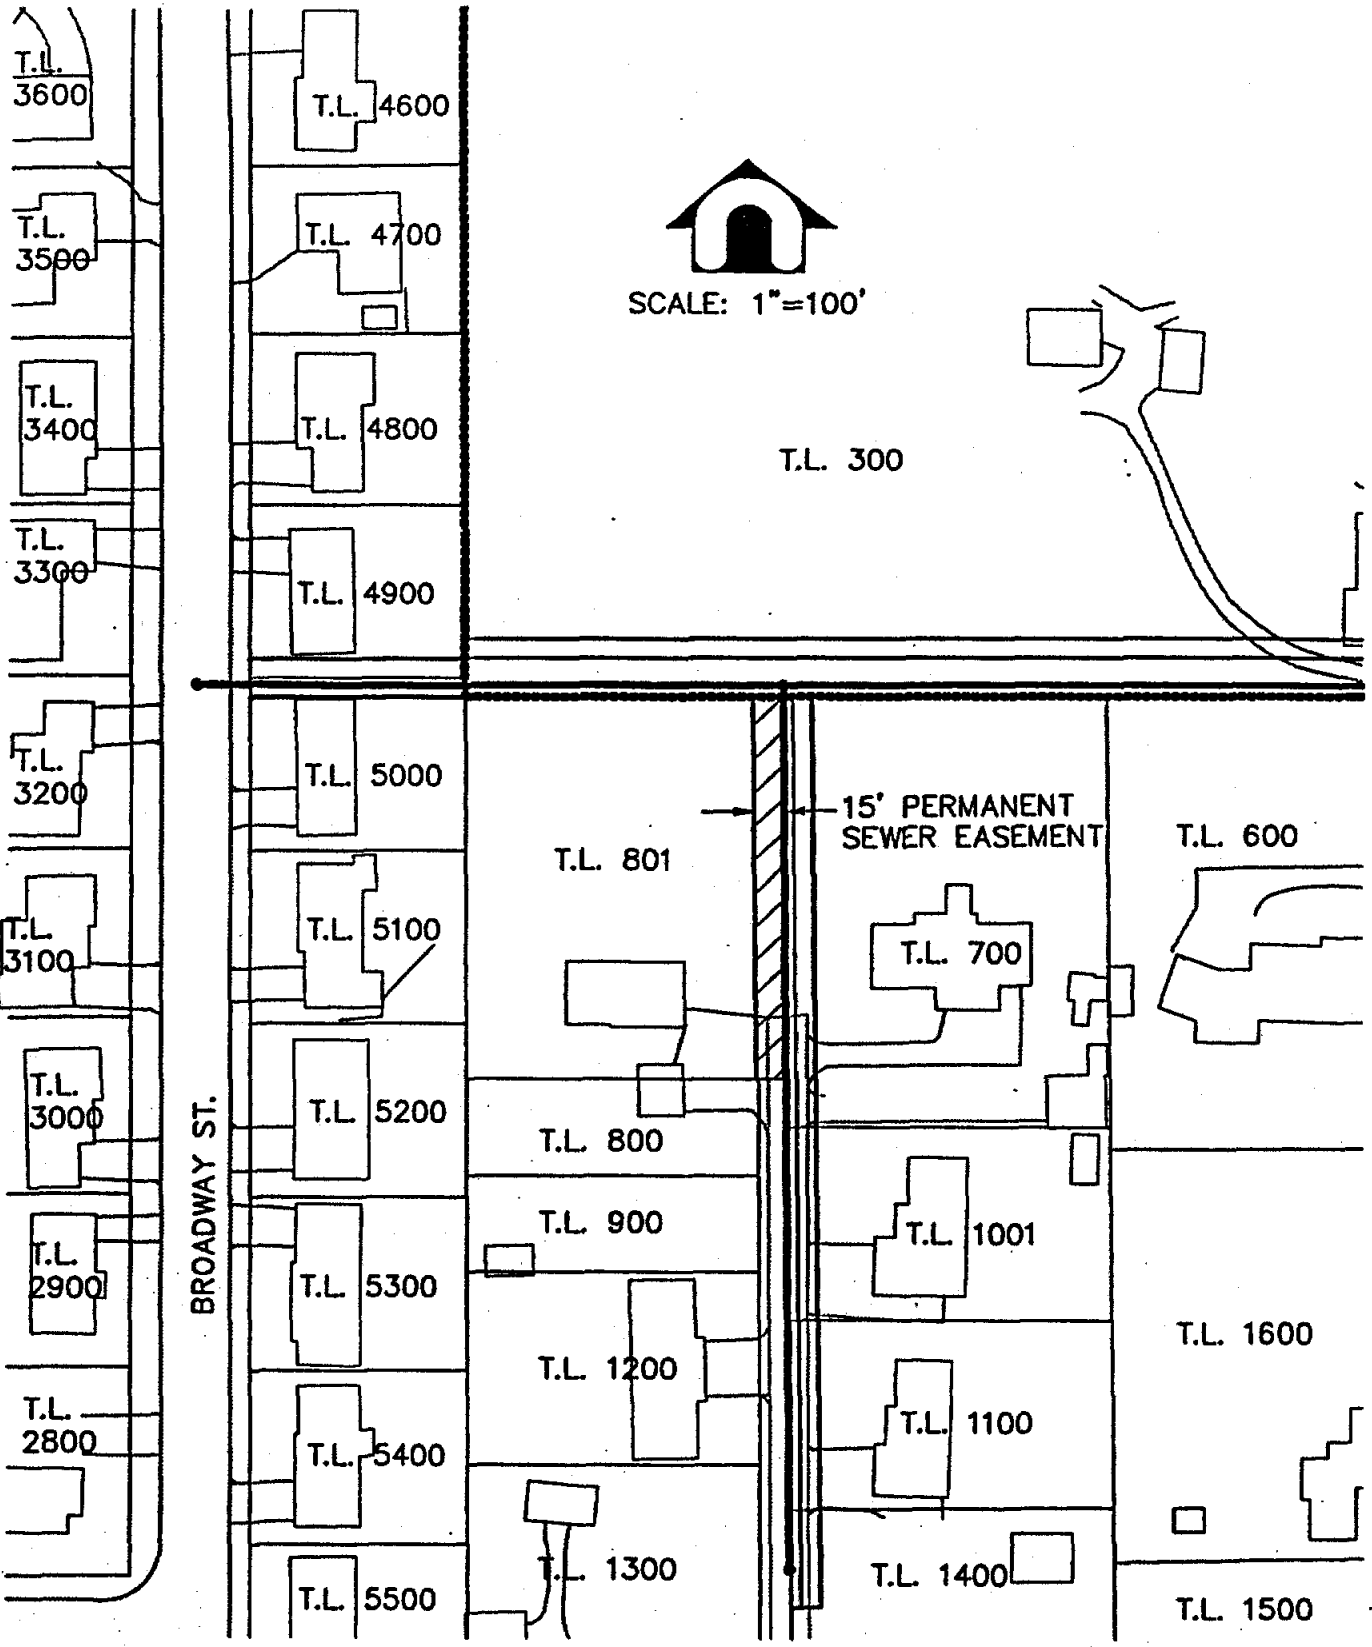 T.L.
3600
T.L. 4600
T.L.
3500
T.L. 4700
SCALE: 1"=100'
T.L.
3400
T.L. 4800
T.L. 300
T.L.
3300
T.L. 4900
T.L.
3200
T.L. 5000
15' PERMANENT
SEWER EASEMENT
T.L. 600
T.L. 801
T.L.
3100
T.L. 5100
T.L. 700
T.L.
3000
T.L. 5200
T.L. 800
BROADWAY ST.
T.L. 900
T.L. 1001
T.L.
2900
T.L. 5300
T.L. 1200
T.L. 1600
T.L.
2800
T.L. 5400
T.L. 1100
T.L. 5500
T.L. 1300
T.L. 1400
T.L. 1500